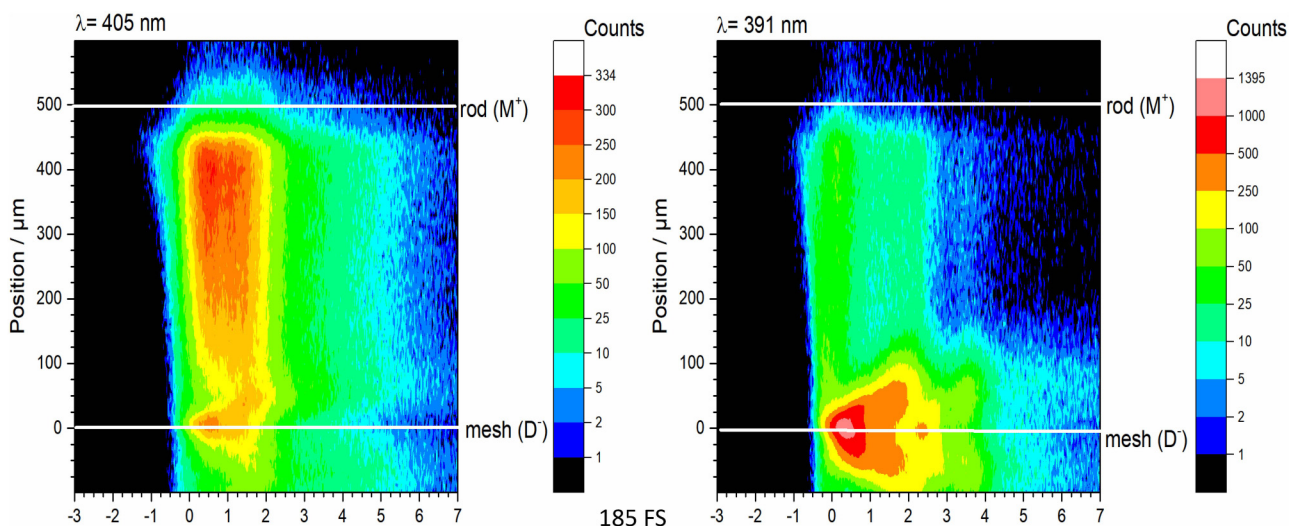 λ= 405 nm
Counts
334
300
250
200
150
100
50
25
10
5
2
1
rod (M⁺)
mesh (D⁻)
Position / µm
500
400
300
200
100
0
-3 -2 -1 0 1 2 3 4 5 6 7
λ= 391 nm
Counts
1395
1000
500
250
100
50
25
10
5
2
1
rod (M⁺)
mesh (D⁻)
Position / µm
500
400
300
200
100
0
-3 -2 -1 0 1 2 3 4 5 6 7
185 FS